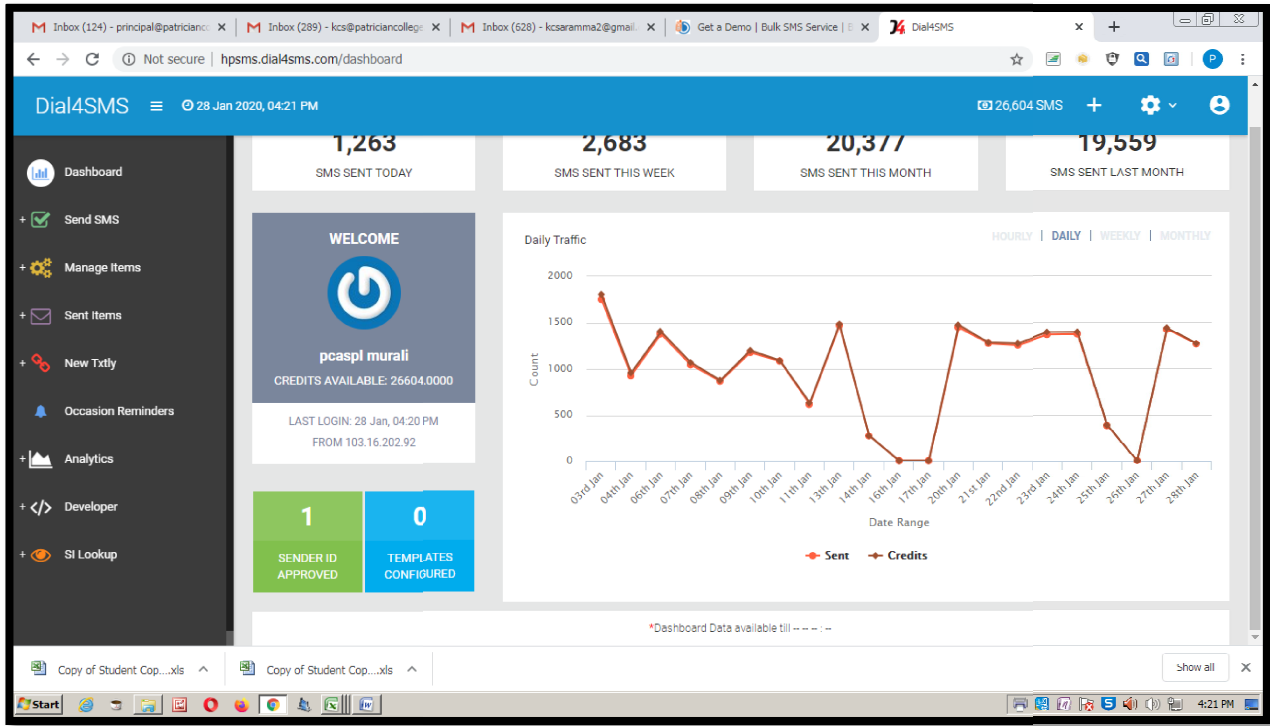 Inbox (124) - principal@patricianc
Inbox (289) - kcs@patriciancollege
Inbox (628) - kcsaramma2@gmail.
Get a Demo | Bulk SMS Service | B
Dial4SMS
Not secure | hpsms.dial4sms.com/dashboard
P
Dial4SMS
28 Jan 2020, 04:21 PM
26,604 SMS
1,263
2,683
20,377
19,559
SMS SENT TODAY
SMS SENT THIS WEEK
SMS SENT THIS MONTH
SMS SENT LAST MONTH
Dashboard
+ Send SMS
+ Manage Items
+ Sent Items
+ New Txtly
Occasion Reminders
+ Analytics
+ </> Developer
+ SI Lookup
WELCOME
pcaspl murali
CREDITS AVAILABLE: 26604.0000
LAST LOGIN: 28 Jan, 04:20 PM
FROM 103.16.202.92
1
SENDER ID
APPROVED
0
TEMPLATES
CONFIGURED
Daily Traffic
HOURLY | DAILY | WEEKLY | MONTHLY
2000
1500
1000
500
0
Count
03rd Jan 04th Jan 06th Jan 07th Jan 08th Jan 09th Jan 10th Jan 11th Jan 13th Jan 14th Jan 16th Jan 17th Jan 20th Jan 21st Jan 22nd Jan 23rd Jan 24th Jan 25th Jan 26th Jan 27th Jan 28th Jan
Date Range
Sent Credits
*Dashboard Data available till -- -- -- : --
Copy of Student Cop....xls
Copy of Student Cop....xls
Show all
Start
4:21 PM